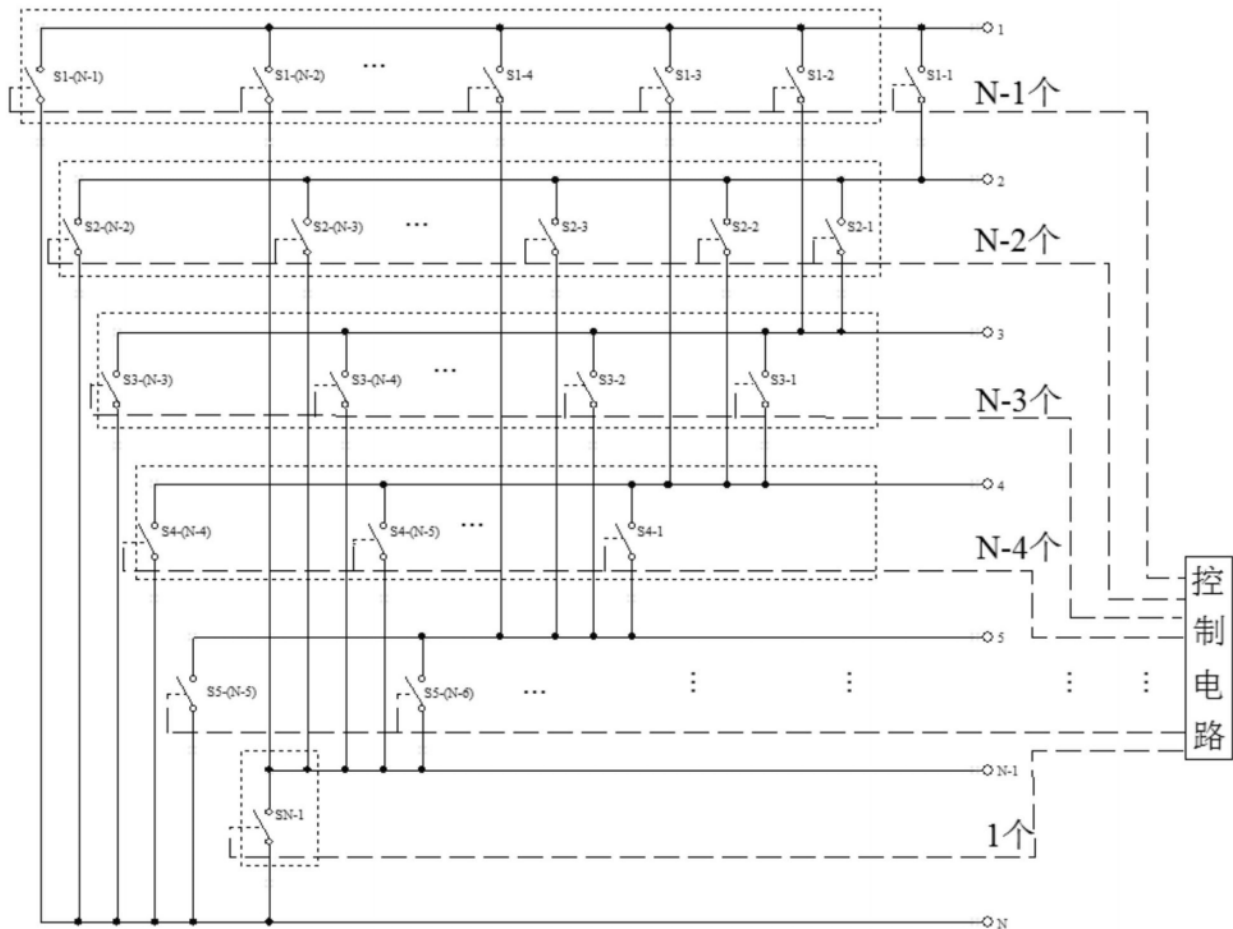 1
S1-(N-1) S1-(N-2) ... S1-4 S1-3 S1-2 S1-1
N-1个
2
S2-(N-2) S2-(N-3) ... S2-3 S2-2 S2-1
N-2个
3
S3-(N-3) S3-(N-4) ... S3-2 S3-1
N-3个
4
S4-(N-4) S4-(N-5) ... S4-1
N-4个
5
S5-(N-5) S5-(N-6) ...
控
制
电
路
N-1
SN-1
1个
N